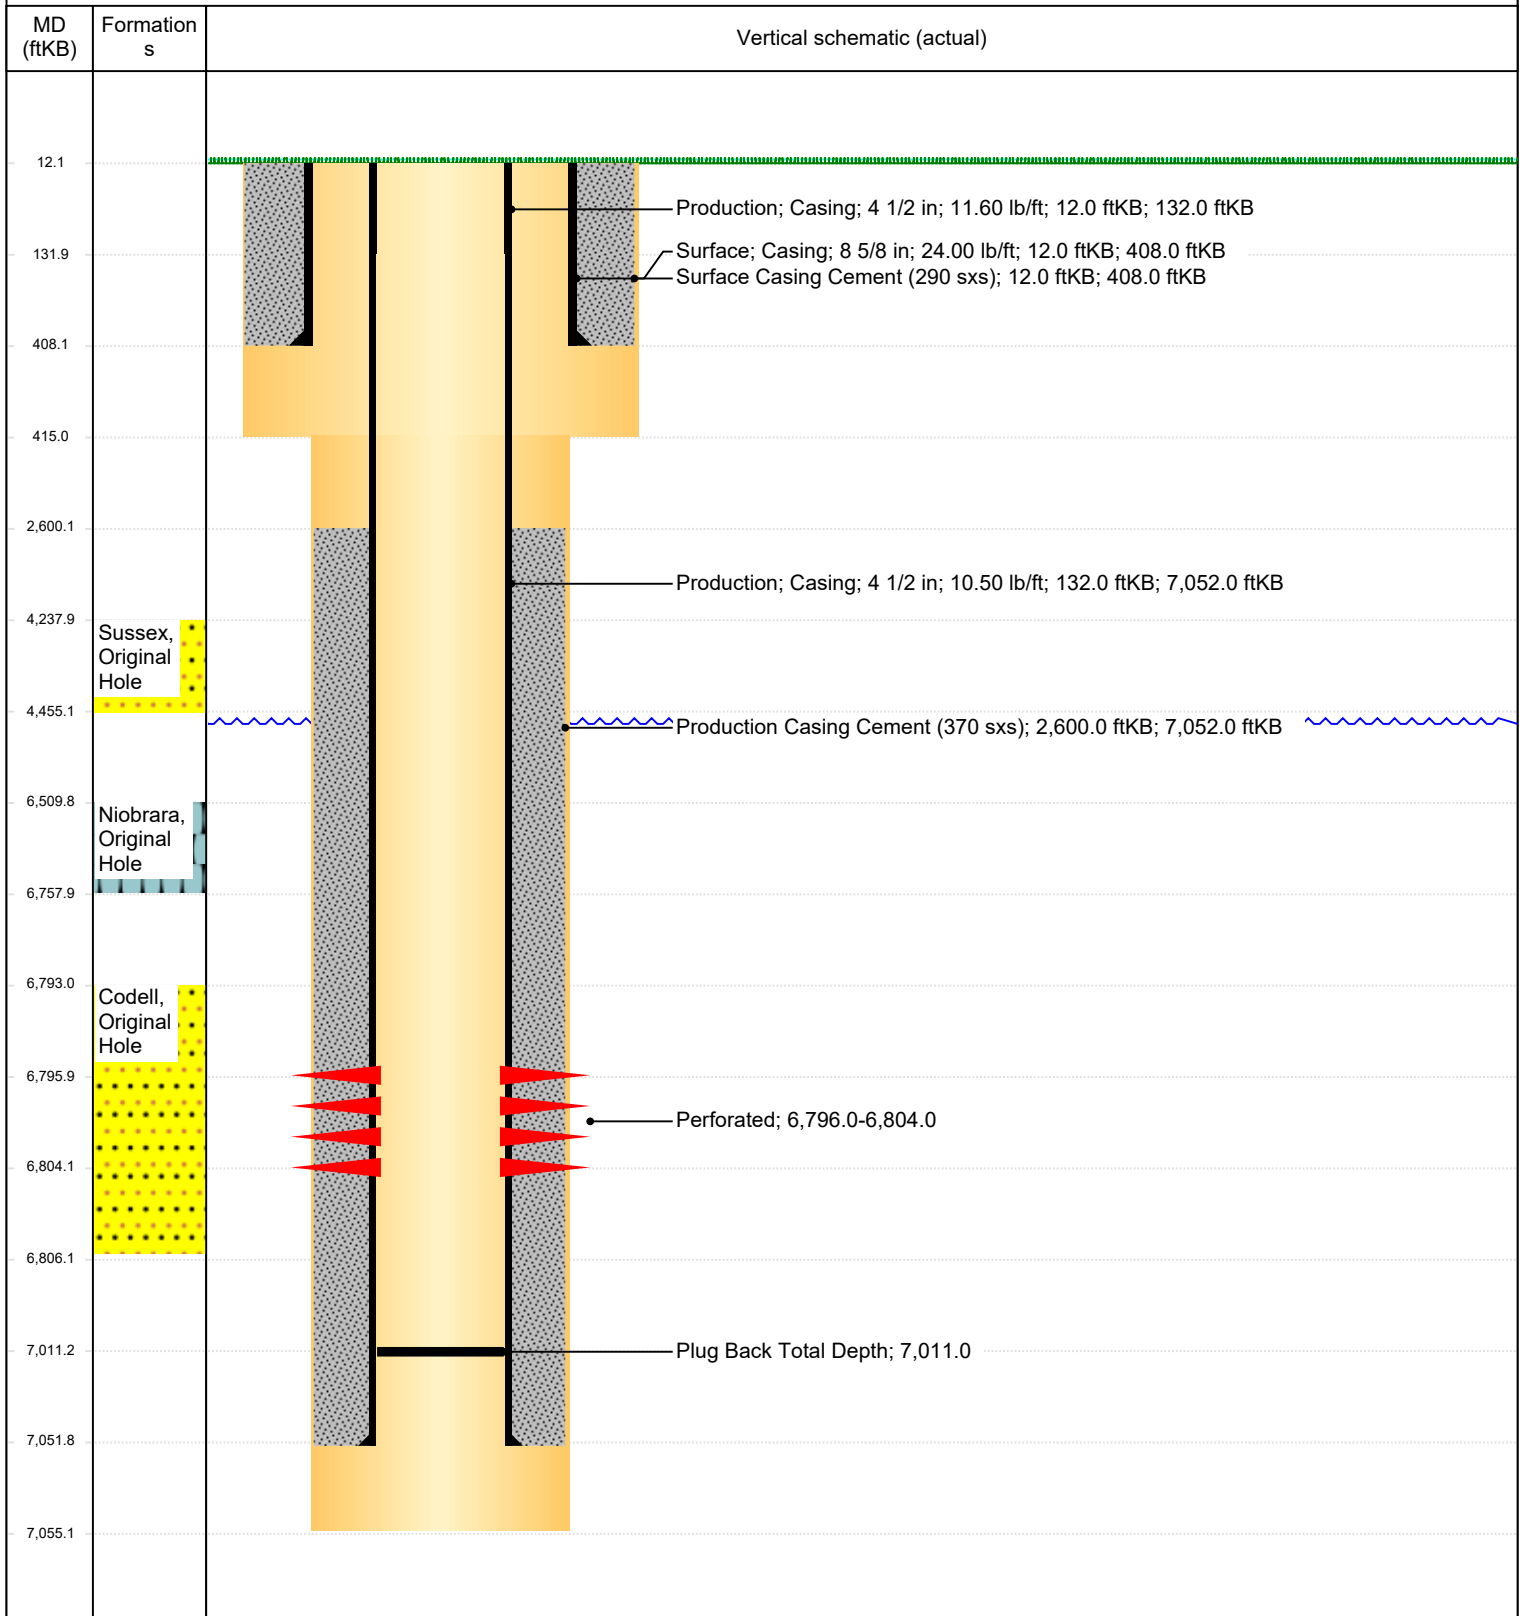 MD
(ftKB)
Formation
s
Vertical schematic (actual)
12.1
Production; Casing; 4 1/2 in; 11.60 lb/ft; 12.0 ftKB; 132.0 ftKB
131.9
Surface; Casing; 8 5/8 in; 24.00 lb/ft; 12.0 ftKB; 408.0 ftKB
Surface Casing Cement (290 sxs); 12.0 ftKB; 408.0 ftKB
408.1
415.0
2,600.1
Production; Casing; 4 1/2 in; 10.50 lb/ft; 132.0 ftKB; 7,052.0 ftKB
4,237.9
Sussex,
Original
Hole
4,455.1
Production Casing Cement (370 sxs); 2,600.0 ftKB; 7,052.0 ftKB
6,509.8
Niobrara,
Original
Hole
6,757.9
6,793.0
Codell,
Original
Hole
6,795.9
Perforated; 6,796.0-6,804.0
6,804.1
6,806.1
7,011.2
Plug Back Total Depth; 7,011.0
7,051.8
7,055.1